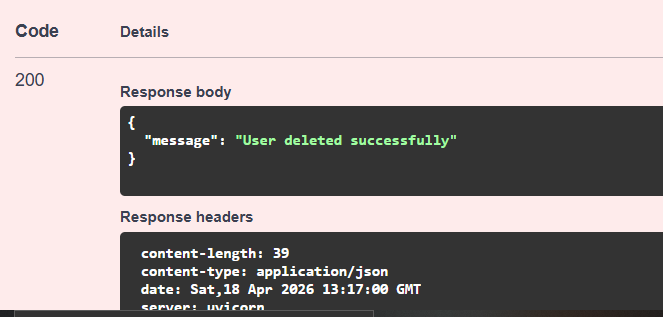 Code Details
200
Response body
{
"message": "User deleted successfully"
}
Response headers
content-length: 39
content-type: application/json
date: Sat,18 Apr 2026 13:17:00 GMT
server: uvicorn